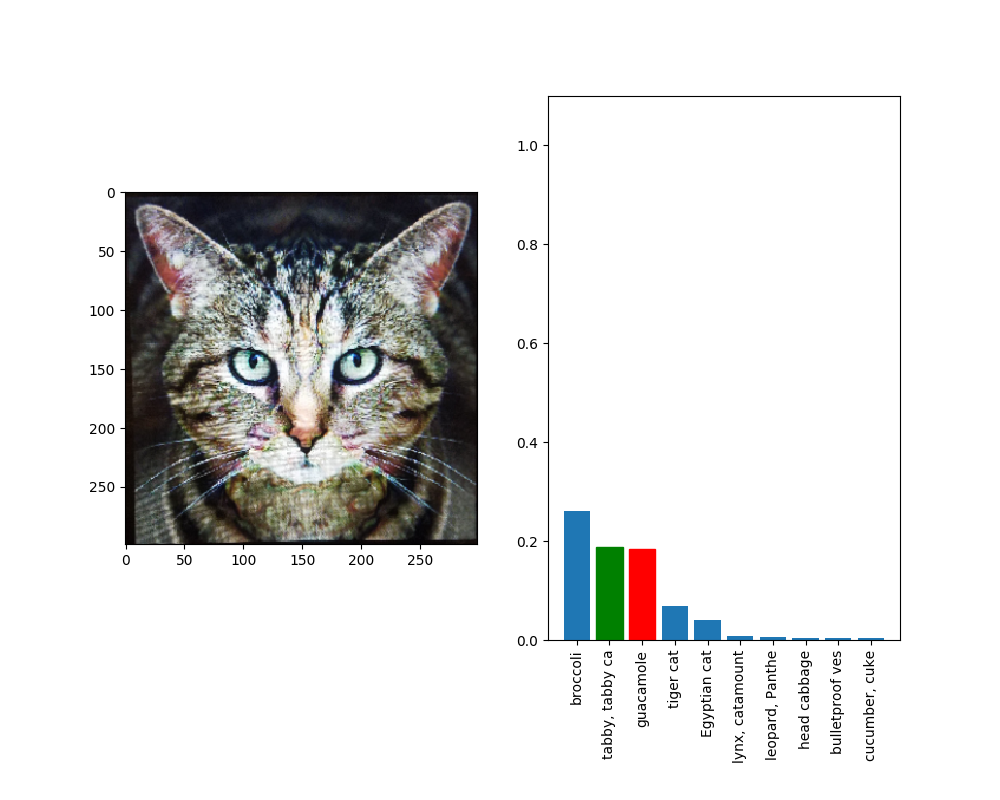 0
50
100
150
200
250
0 50 100 150 200 250
1.0
0.8
0.6
0.4
0.2
0.0
broccoli
tabby, tabby ca
guacamole
tiger cat
Egyptian cat
lynx, catamount
leopard, Panthe
head cabbage
bulletproof ves
cucumber, cuke